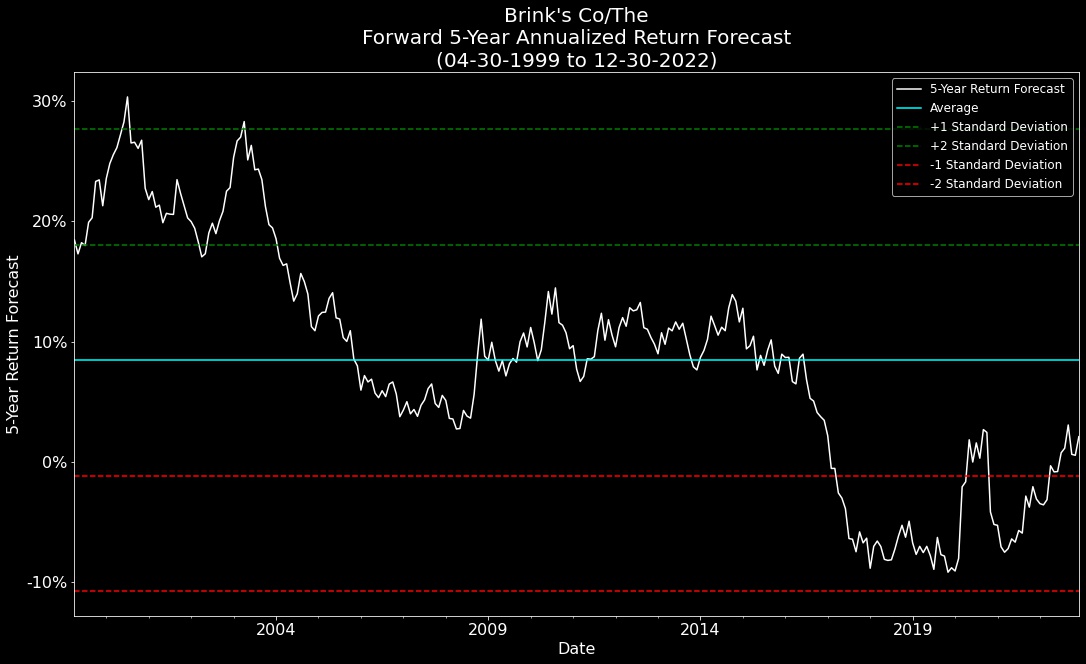 Brink's Co/The
Forward 5-Year Annualized Return Forecast
(04-30-1999 to 12-30-2022)
5-Year Return Forecast
Average
+1 Standard Deviation
+2 Standard Deviation
-1 Standard Deviation
-2 Standard Deviation
5-Year Return Forecast
30%
20%
10%
0%
-10%
2004
2009
2014
2019
Date